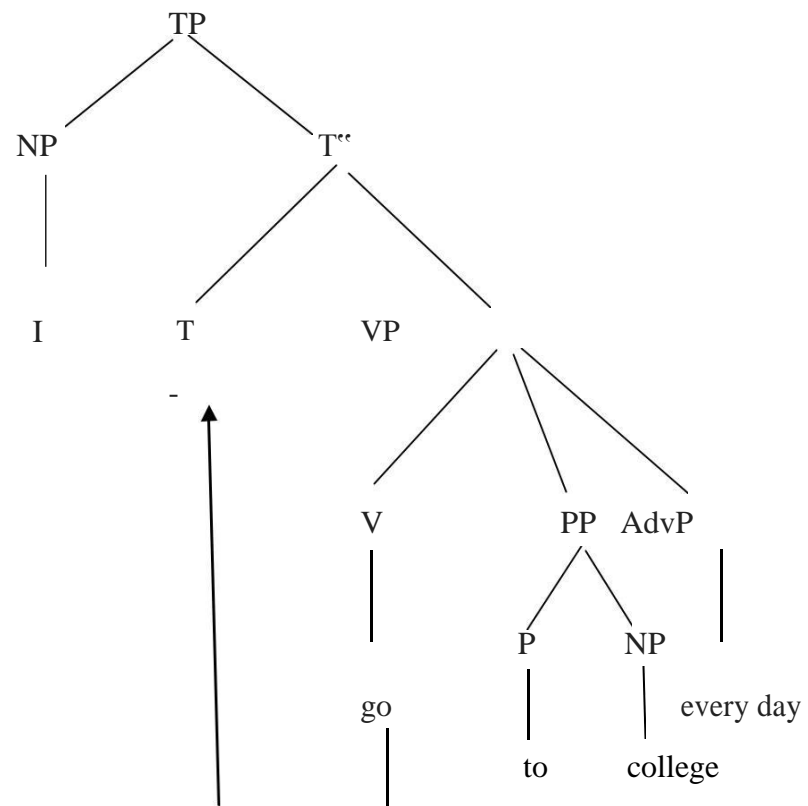 TP
NP T“
I T VP
-
V PP AdvP
P NP
go every day
to college